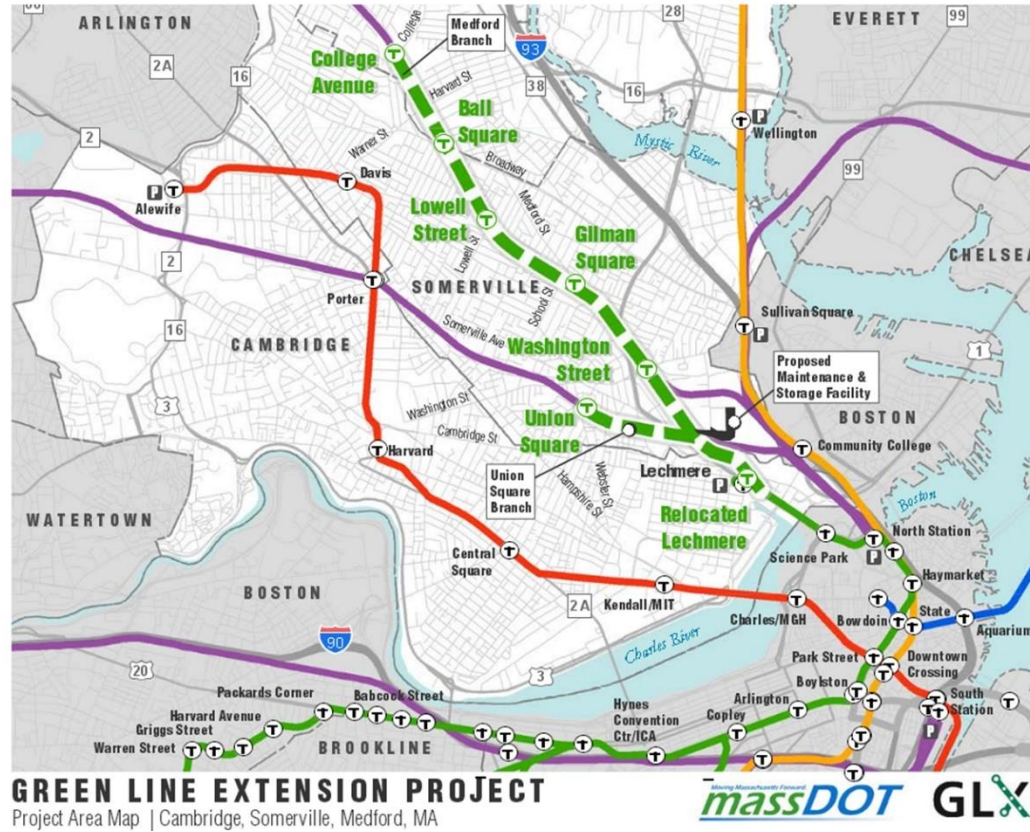 ARLINGTON
2A
16
2
College
Medford
Branch
93
28
38
16
EVERETT
99
College
Avenue
Harvard St
Ball
Square
Warner St
Broadway
Mystic River
P
Wellington
99
Davis
P
Alewife
Lowell
Street
Medford St
Lowell St
Gilman
Square
2
CHELSEA
SOMERVILLE
School St
Porter
16
CAMBRIDGE
Somerville Ave
Sullivan Square
P
Washington
Street
Proposed
Maintenance &
Storage Facility
1
3
Washington St
Cambridge St
Union
Square
BOSTON
Community College
Harvard
Union
Square
Branch
Webster St
Hampshire St
Lechmere
P
Relocated
Lechmere
Boston
WATERTOWN
North Station
Science Park
P
Central
Square
Haymarket
BOSTON
Kendall/MIT
2A
Charles/MGH
State
Bowdoin
Aquarium
90
Charles River
3
Park Street
Downtown
Crossing
20
Boylston
South
Station
P
Packards Corner
Babcock Street
Arlington
Copley
Hynes
Convention
Ctr/ICA
Harvard Avenue
Griggs Street
Warren Street
BROOKLINE
GREEN LINE EXTENSION PROJECT
Project Area Map | Cambridge, Somerville, Medford, MA
Moving Massachusetts Forward.
massDOT
GLX